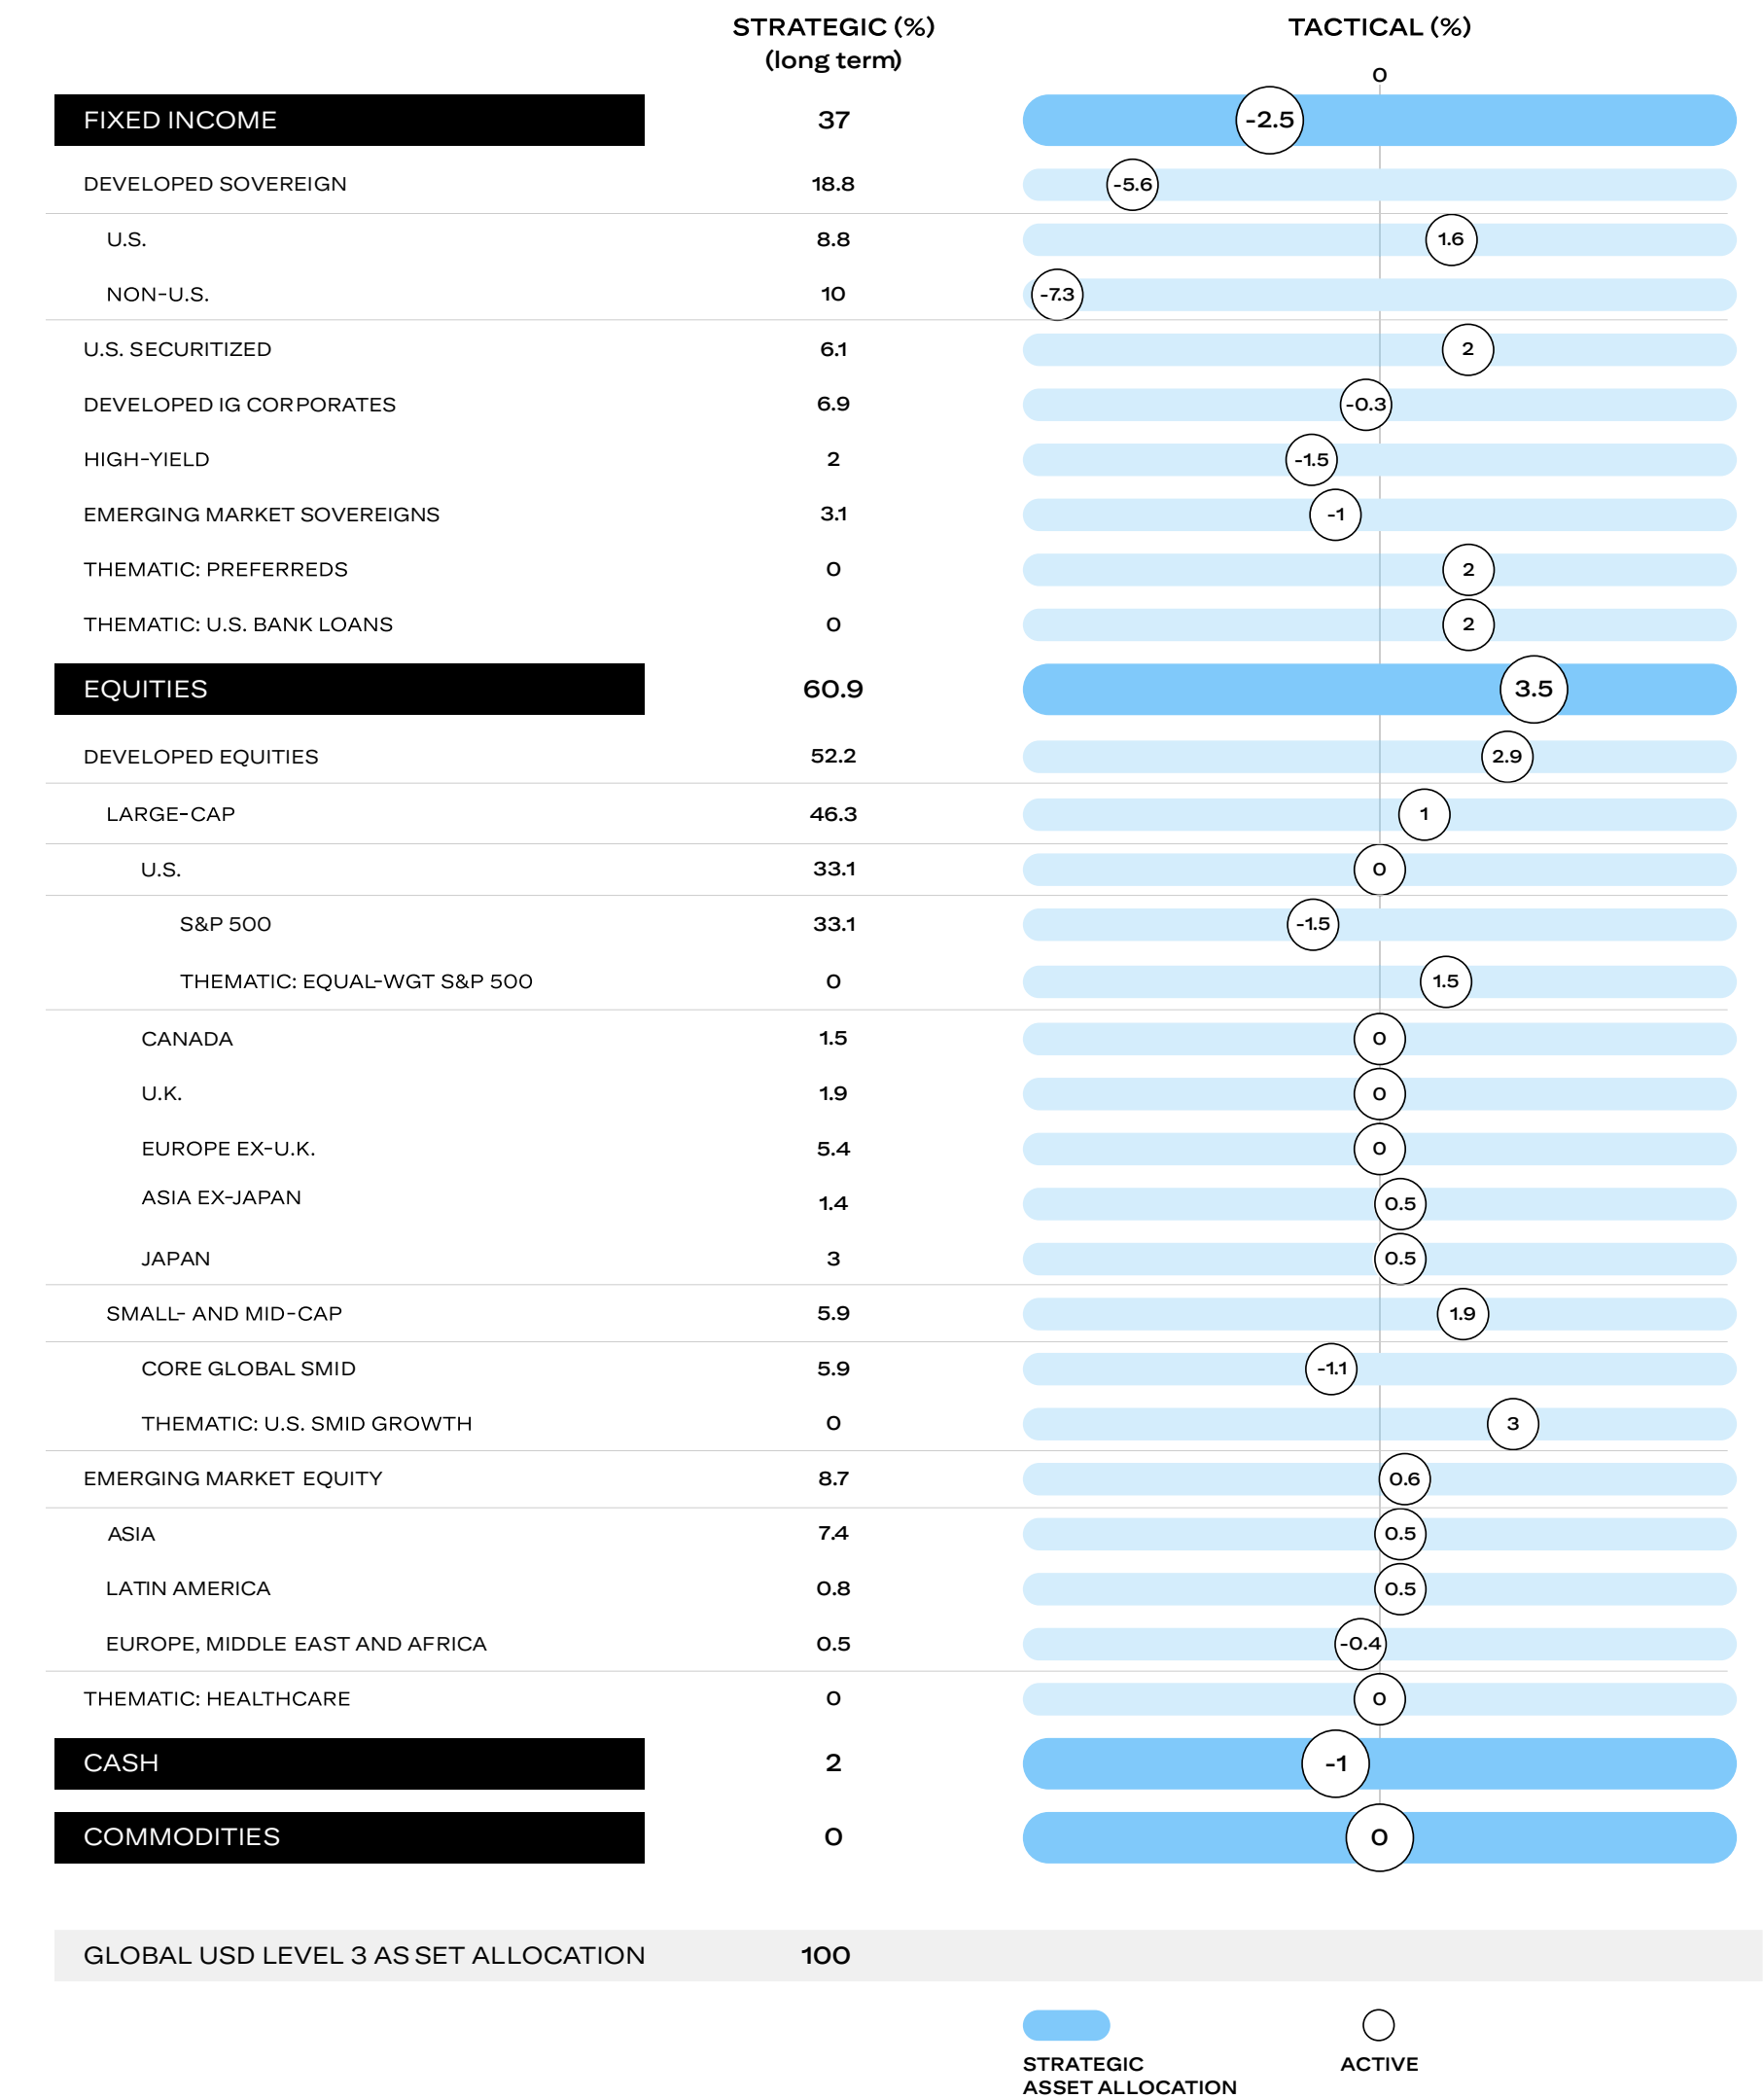 STRATEGIC (%) TACTICAL (%)
(long term)
0
FIXED INCOME 37 -2.5
DEVELOPED SOVEREIGN 18.8 -5.6
U.S. 8.8 1.6
NON-U.S. 10 -7.3
U.S. SECURITIZED 6.1 2
DEVELOPED IG CORPORATES 6.9 -0.3
HIGH-YIELD 2 -1.5
EMERGING MARKET SOVEREIGNS 3.1 -1
THEMATIC: PREFERREDS 0 2
THEMATIC: U.S. BANK LOANS 0 2
EQUITIES 60.9 3.5
DEVELOPED EQUITIES 52.2 2.9
LARGE-CAP 46.3 1
U.S. 33.1 0
S&P 500 33.1 -1.5
THEMATIC: EQUAL-WGT S&P 500 0 1.5
CANADA 1.5 0
U.K. 1.9 0
EUROPE EX-U.K. 5.4 0
ASIA EX-JAPAN 1.4 0.5
JAPAN 3 0.5
SMALL- AND MID-CAP 5.9 1.9
CORE GLOBAL SMID 5.9 -1.1
THEMATIC: U.S. SMID GROWTH 0 3
EMERGING MARKET EQUITY 8.7 0.6
ASIA 7.4 0.5
LATIN AMERICA 0.8 0.5
EUROPE, MIDDLE EAST AND AFRICA 0.5 -0.4
THEMATIC: HEALTHCARE 0 0
CASH 2 -1
COMMODITIES 0 0
GLOBAL USD LEVEL 3 ASSET ALLOCATION 100
STRATEGIC ACTIVE
ASSET ALLOCATION